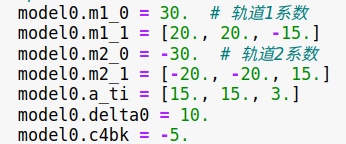 model0.m1_0 = 30.  # 轨道1系数
model0.m1_1 = [20., 20., -15.]
model0.m2_0 = -30.  # 轨道2系数
model0.m2_1 = [-20., -20., 15.]
model0.a_ti = [15., 15., 3.]
model0.delta0 = 10.
model0.c4bk = -5.